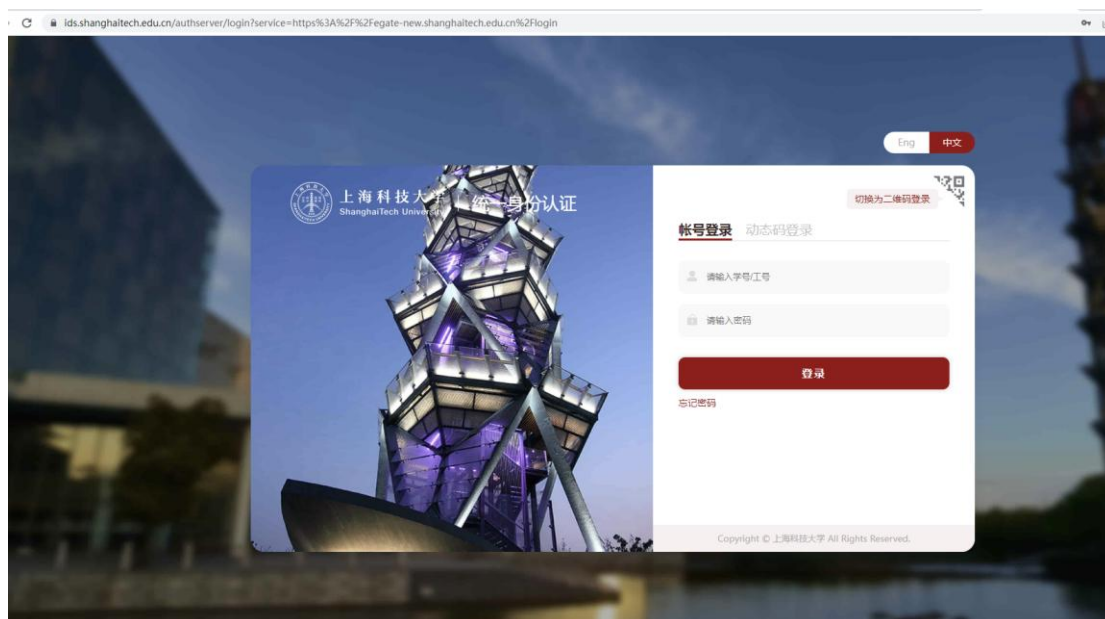 ids.shanghaitech.edu.cn/authserver/login?service=https%3A%2F%2Fegate-new.shanghaitech.edu.cn%2Flogin
Eng 中文
上海科技大学 统一身份认证
ShanghaiTech University
切换为二维码登录
帐号登录 动态码登录
请输入学号/工号
请输入密码
登录
忘记密码
Copyright © 上海科技大学 All Rights Reserved.